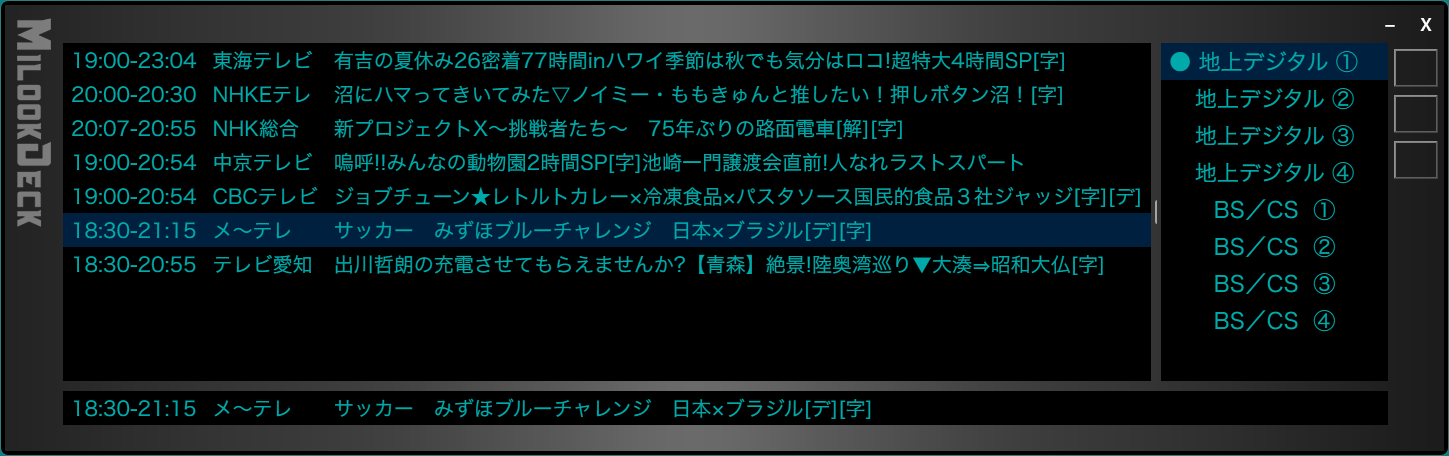 MILOOKDECK
– X
19:00-23:04 東海テレビ 有吉の夏休み26密着77時間inハワイ季節は秋でも気分はロコ!超特大4時間SP[字]
20:00-20:30 NHKEテレ 沼にハマってきいてみた▽ノイミー・ももきゅんと推したい！押しボタン沼！[字]
20:07-20:55 NHK総合 新プロジェクトX〜挑戦者たち〜　75年ぶりの路面電車[解][字]
19:00-20:54 中京テレビ 嗚呼!!みんなの動物園2時間SP[字]池崎一門譲渡会直前!人なれラストスパート
19:00-20:54 CBCテレビ ジョブチューン★レトルトカレー×冷凍食品×パスタソース国民的食品３社ジャッジ[字][デ]
18:30-21:15 メ〜テレ サッカー　みずほブルーチャレンジ　日本×ブラジル[デ][字]
18:30-20:55 テレビ愛知 出川哲朗の充電させてもらえませんか?【青森】絶景!陸奥湾巡り▼大湊⇒昭和大仏[字]
● 地上デジタル ①
地上デジタル ②
地上デジタル ③
地上デジタル ④
BS／CS ①
BS／CS ②
BS／CS ③
BS／CS ④
18:30-21:15 メ〜テレ サッカー　みずほブルーチャレンジ　日本×ブラジル[デ][字]